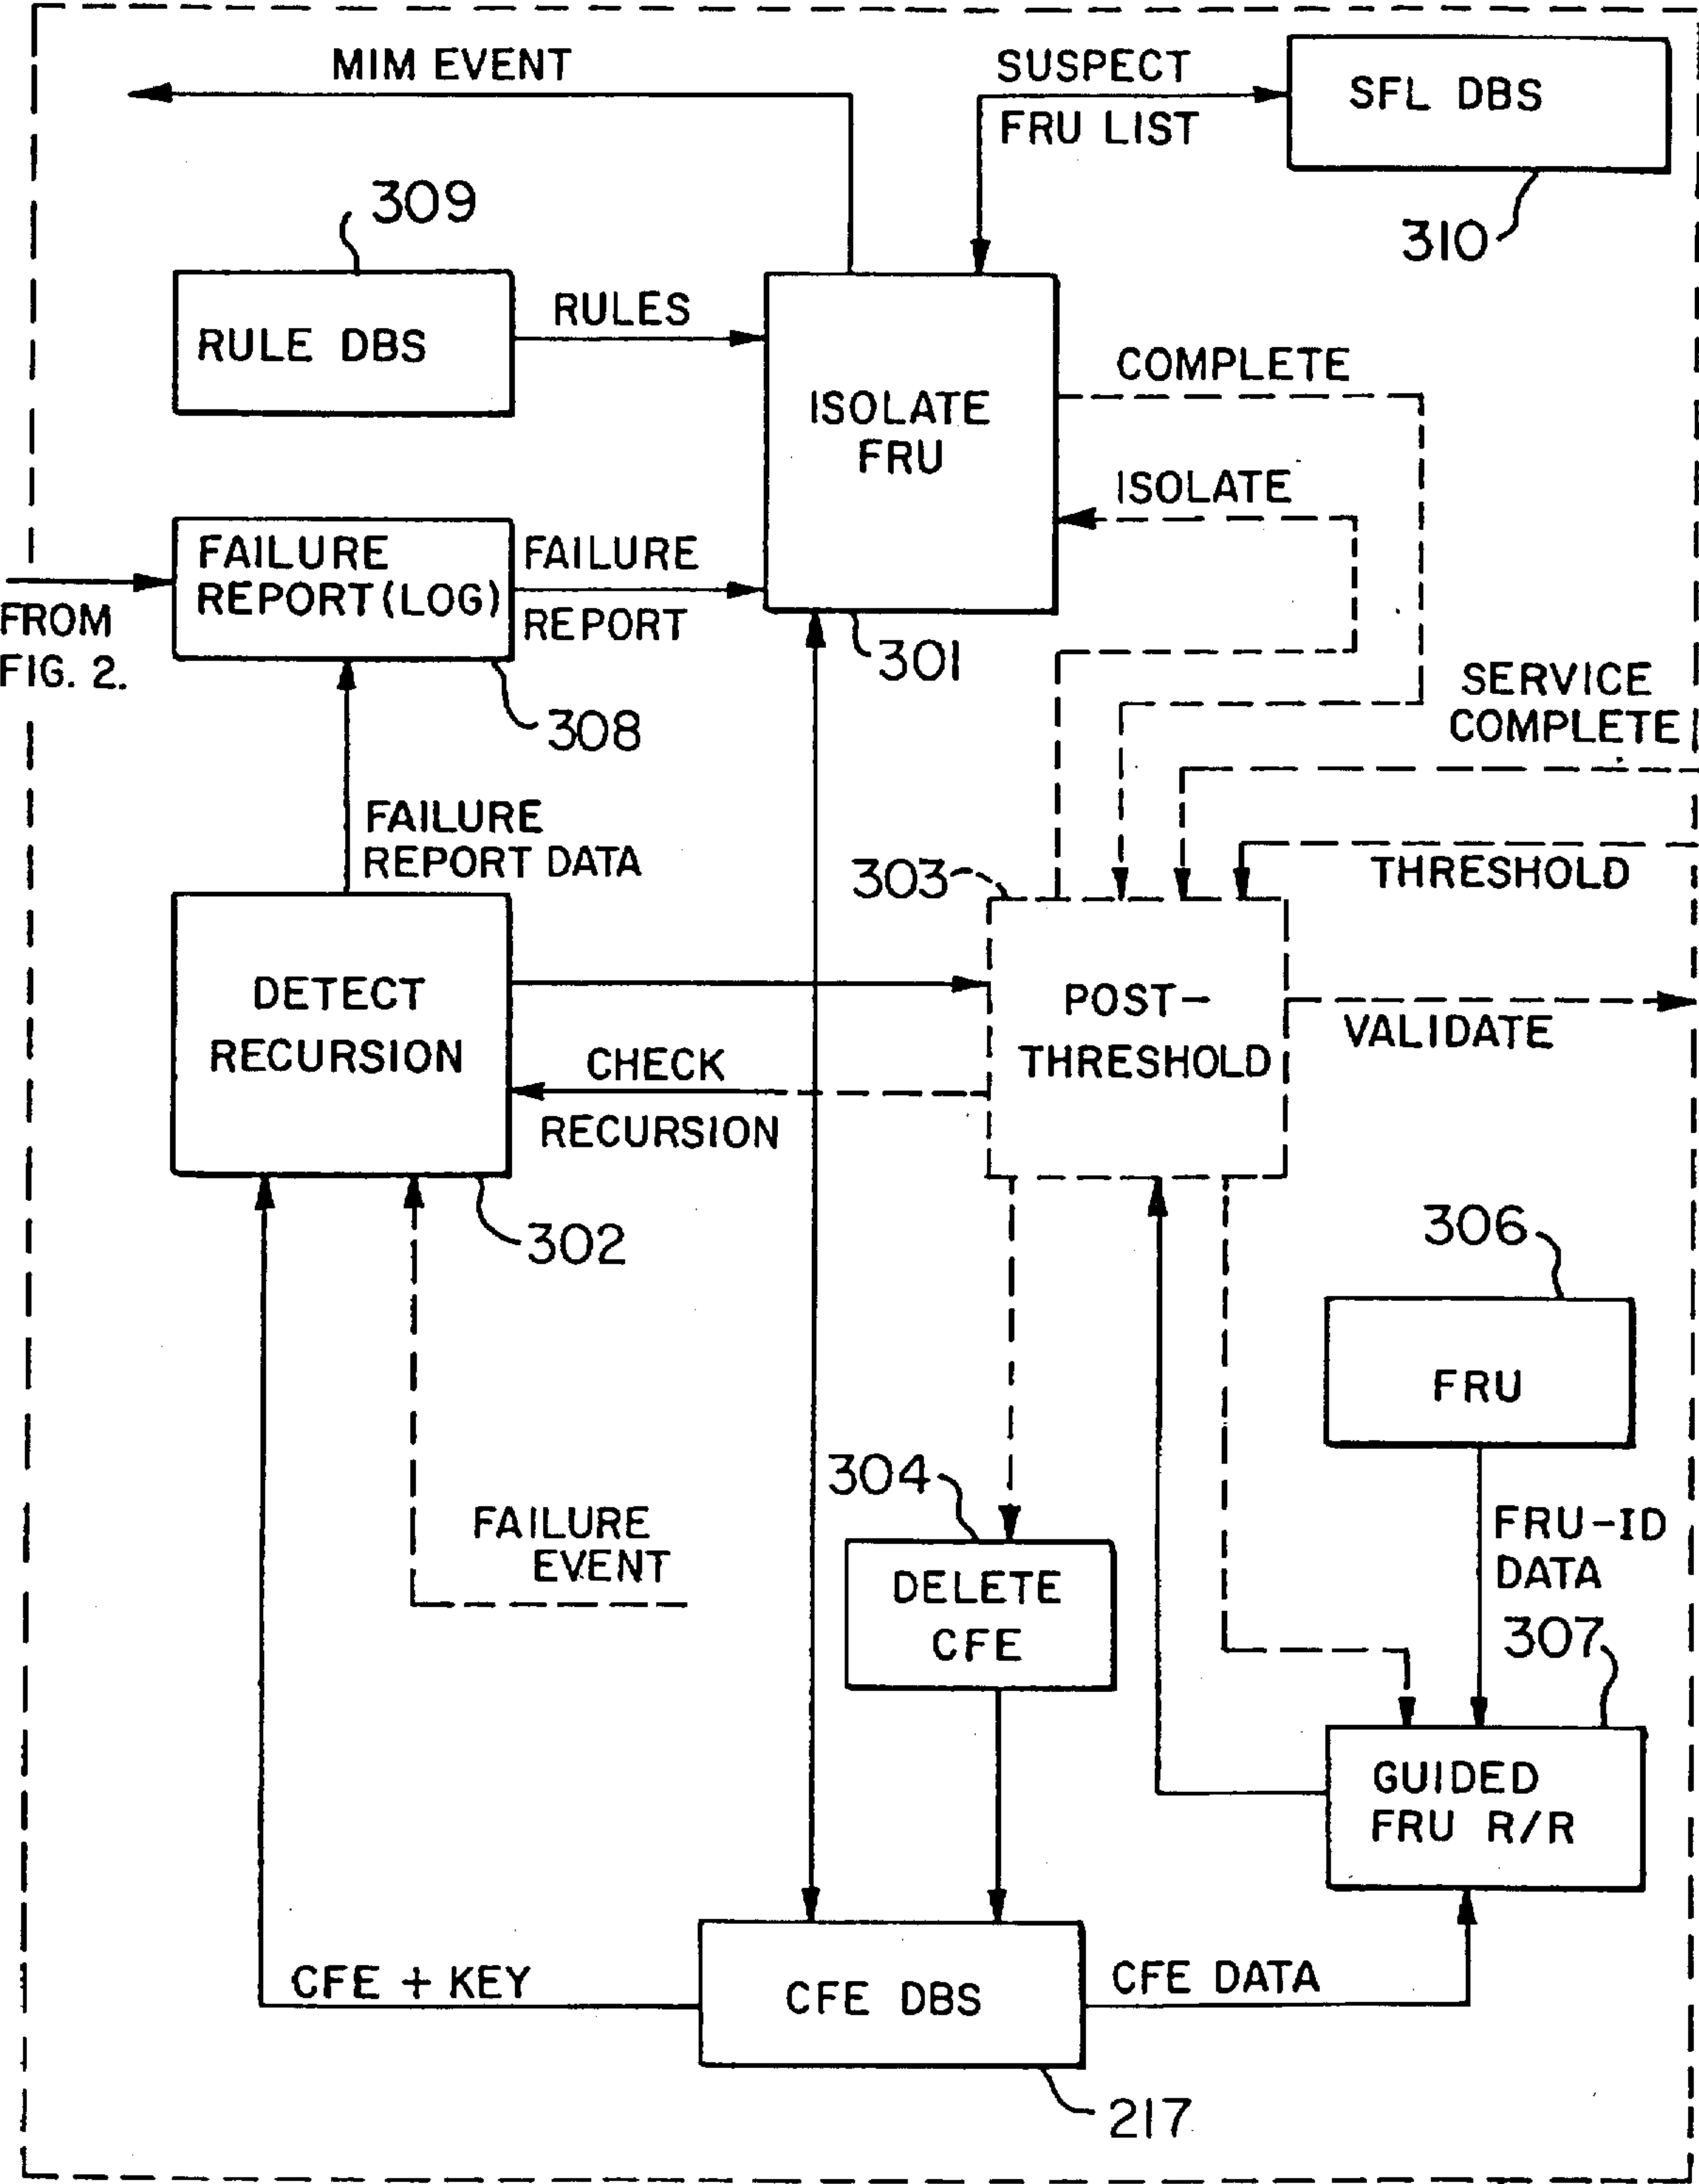 MIM EVENT
SUSPECT
FRU LIST
SFL DBS
310
309
RULE DBS
RULES
ISOLATE
FRU
COMPLETE
ISOLATE
FAILURE
REPORT (LOG)
FAILURE
REPORT
FROM
FIG. 2.
301
308
SERVICE
COMPLETE
FAILURE
REPORT DATA
303
THRESHOLD
DETECT
RECURSION
POST-
THRESHOLD
VALIDATE
CHECK
RECURSION
302
306
FRU
304
FAILURE
EVENT
FRU-ID
DATA
DELETE
CFE
307
GUIDED
FRU R/R
CFE + KEY
CFE DBS
CFE DATA
217